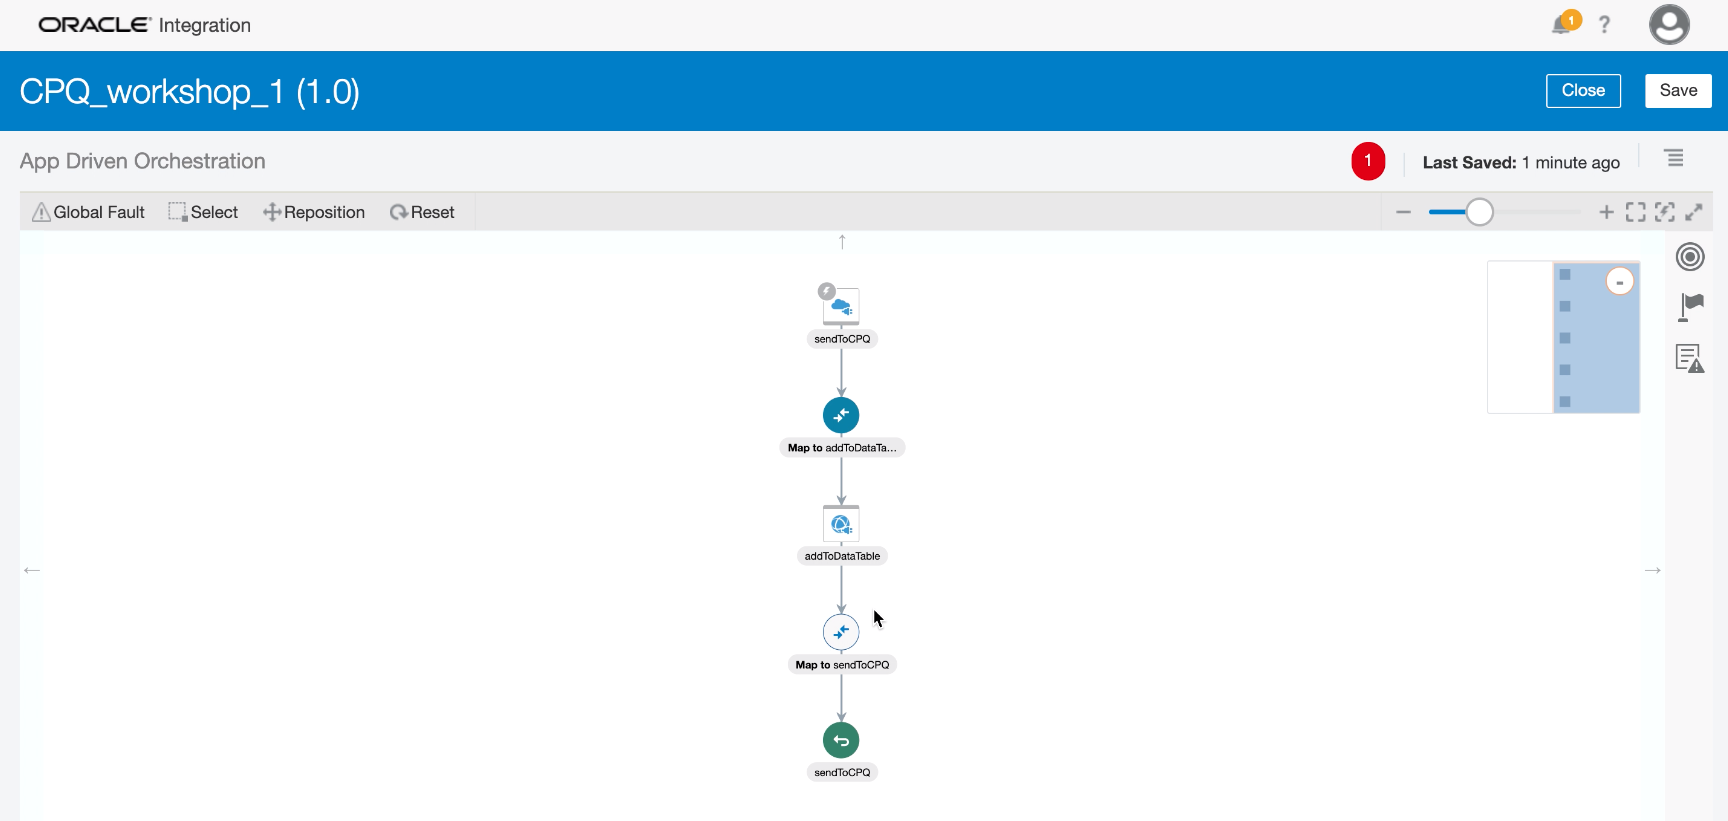 ORACLE Integration
1
?
CPQ_workshop_1 (1.0)
Close
Save
App Driven Orchestration
1
Last Saved: 1 minute ago
Global Fault
Select
Reposition
Reset
sendToCPQ
Map to addToDataTa...
addToDataTable
Map to sendToCPQ
sendToCPQ